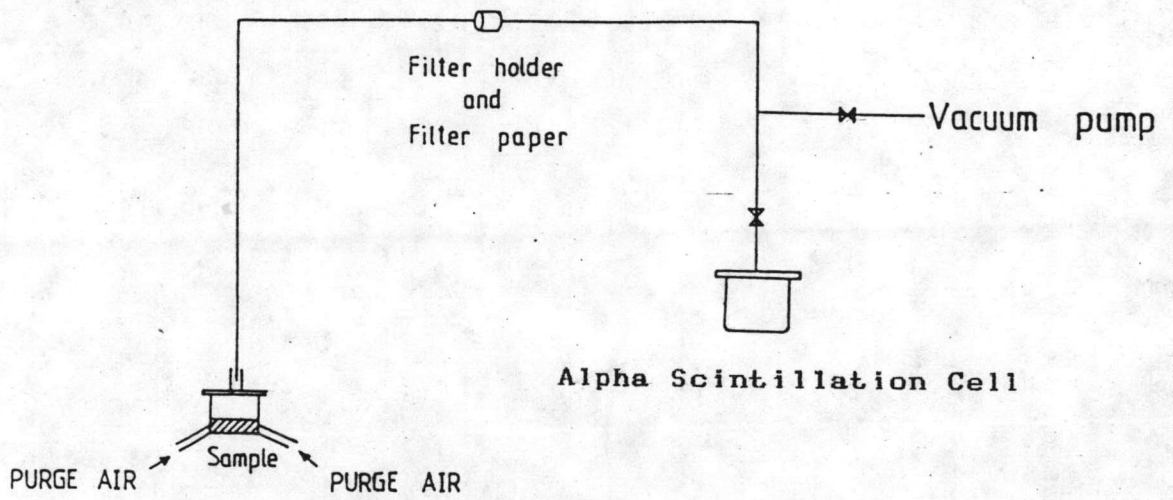 Filter holder
and
Filter paper
Vacuum pump
Alpha Scintillation Cell
Sample
PURGE AIR
PURGE AIR